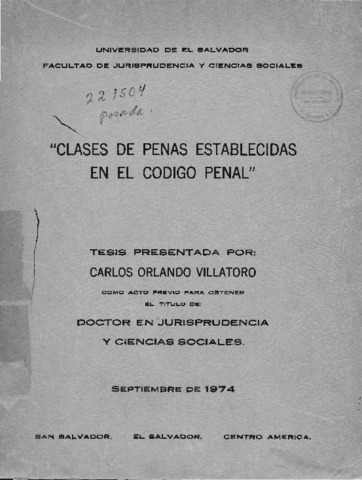 UNIVERSIDAD DE EL SALVADOR
FACULTAD DE JURISPRUDENCIA Y CIENCIAS SOCIALES
221504
posada.
"CLASES DE PENAS ESTABLECIDAS
EN EL CODIGO PENAL"
TESIS PRESENTADA POR:
CARLOS ORLANDO VILLATORO
COMO ACTO PREVIO PARA OBTENER
EL TITULO DE:
DOCTOR EN JURISPRUDENCIA
Y CIENCIAS SOCIALES.
SEPTIEMBRE DE 1974
SAN SALVADOR, EL SALVADOR, CENTRO AMERICA.